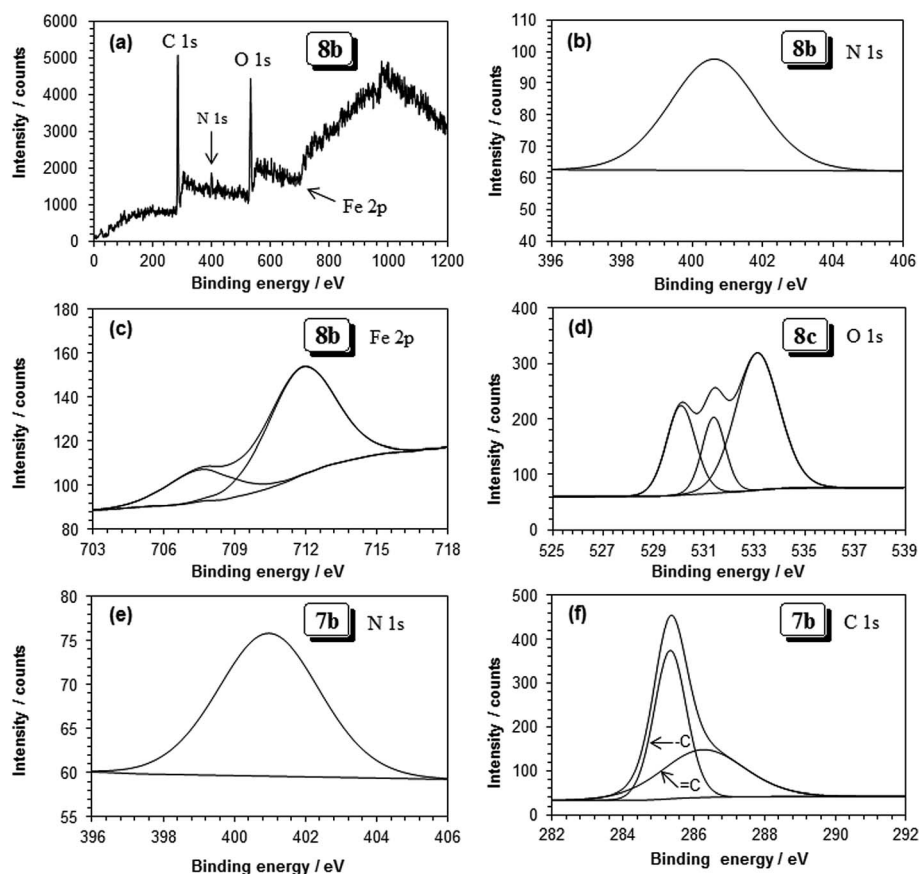 (a) C 1s O 1s 8b
N 1s
Fe 2p
6000
5000
4000
3000
2000
1000
0
Intensity / counts
0 200 400 600 800 1000 1200
Binding energy / eV
(b) 8b N 1s
110
100
90
80
70
60
50
40
Intensity / counts
396 398 400 402 404 406
Binding energy / eV
(c) 8b Fe 2p
180
160
140
120
100
80
Intensity / counts
703 706 709 712 715 718
Binding energy / eV
(d) 8c O 1s
400
300
200
100
0
Intensity / counts
525 527 529 531 533 535 537 539
Binding energy / eV
(e) 7b N 1s
80
75
70
65
60
55
Intensity / counts
396 398 400 402 404 406
Binding energy / eV
(f) 7b C 1s
-C
=C
500
400
300
200
100
0
Intensity / counts
282 284 286 288 290 292
Binding energy / eV